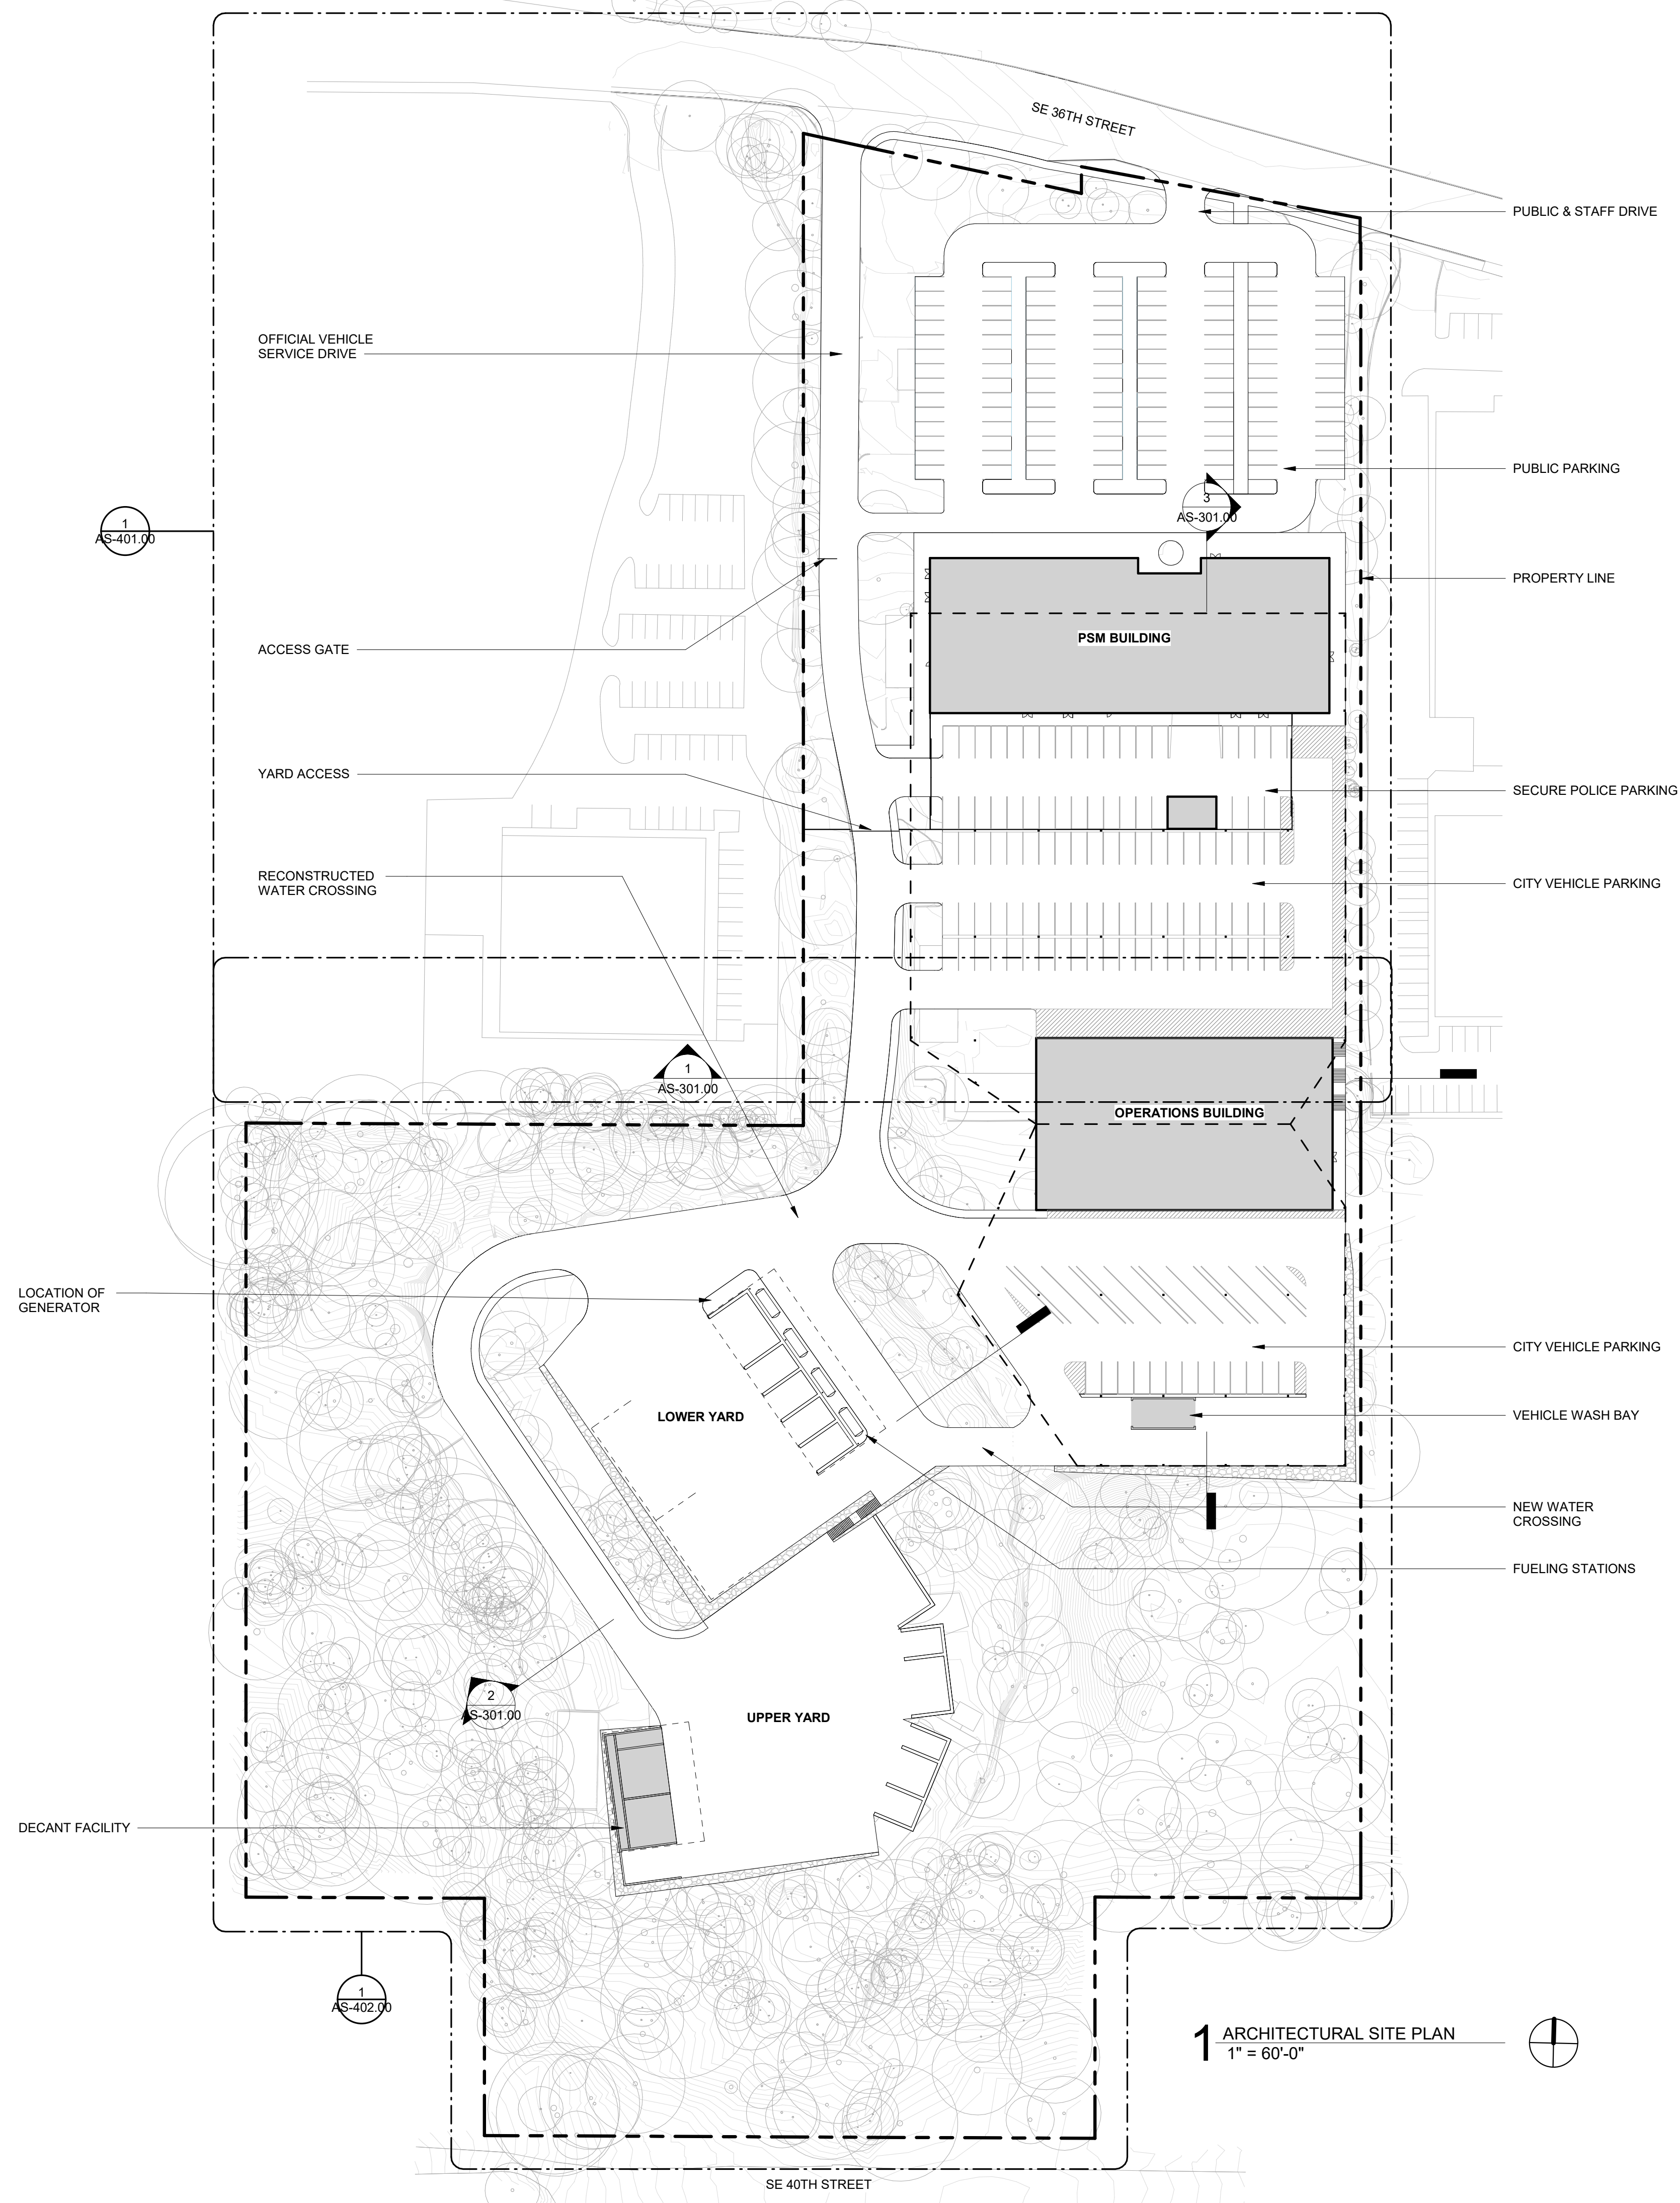 SE 36TH STREET
PUBLIC & STAFF DRIVE
OFFICIAL VEHICLE
SERVICE DRIVE
PUBLIC PARKING
3
AS-301.00
1
AS-401.00
PROPERTY LINE
PSM BUILDING
ACCESS GATE
YARD ACCESS
SECURE POLICE PARKING
RECONSTRUCTED
WATER CROSSING
CITY VEHICLE PARKING
1
AS-301.00
OPERATIONS BUILDING
LOCATION OF
GENERATOR
CITY VEHICLE PARKING
LOWER YARD
VEHICLE WASH BAY
NEW WATER
CROSSING
FUELING STATIONS
2
AS-301.00
UPPER YARD
DECANT FACILITY
1
AS-402.00
1 ARCHITECTURAL SITE PLAN
1" = 60'-0"
SE 40TH STREET